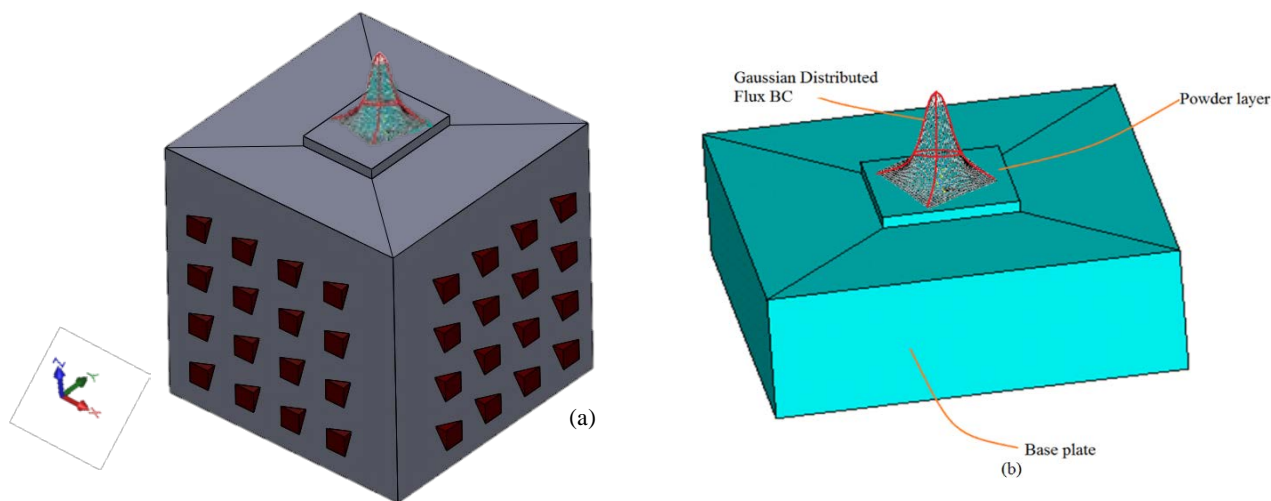 Z
Y
X
(a)
Gaussian Distributed
Flux BC
Powder layer
Base plate
(b)